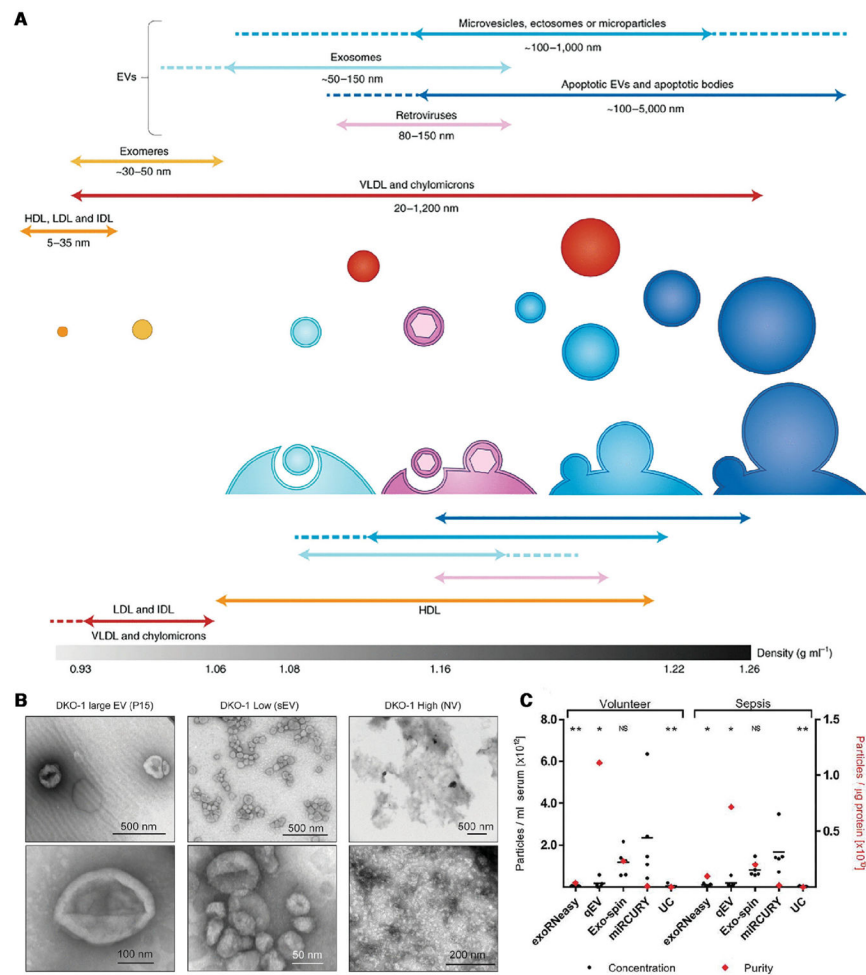 A
Microvesicles, ectosomes or microparticles
~100–1,000 nm
Exosomes
~50–150 nm
EVs
Apoptotic EVs and apoptotic bodies
~100–5,000 nm
Retroviruses
80–150 nm
Exomeres
~30–50 nm
VLDL and chylomicrons
20–1,200 nm
HDL, LDL and IDL
5–35 nm
HDL
LDL and IDL
VLDL and chylomicrons
Density (g ml⁻¹)
0.93 1.06 1.08 1.16 1.22 1.26
B
DKO-1 large EV (P15) DKO-1 Low (sEV) DKO-1 High (NV)
500 nm 500 nm 500 nm
100 nm 50 nm 200 nm
C
Volunteer Sepsis
** * NS ** * * NS **
Particles / ml serum [x10¹²]
8.0
6.0
4.0
2.0
1.5
1.0
0.5
Particles / µg protein [x10¹⁰]
exoRNeasy qEV Exo-spin miRCURY UC exoRNeasy qEV Exo-spin miRCURY UC
Concentration Purity